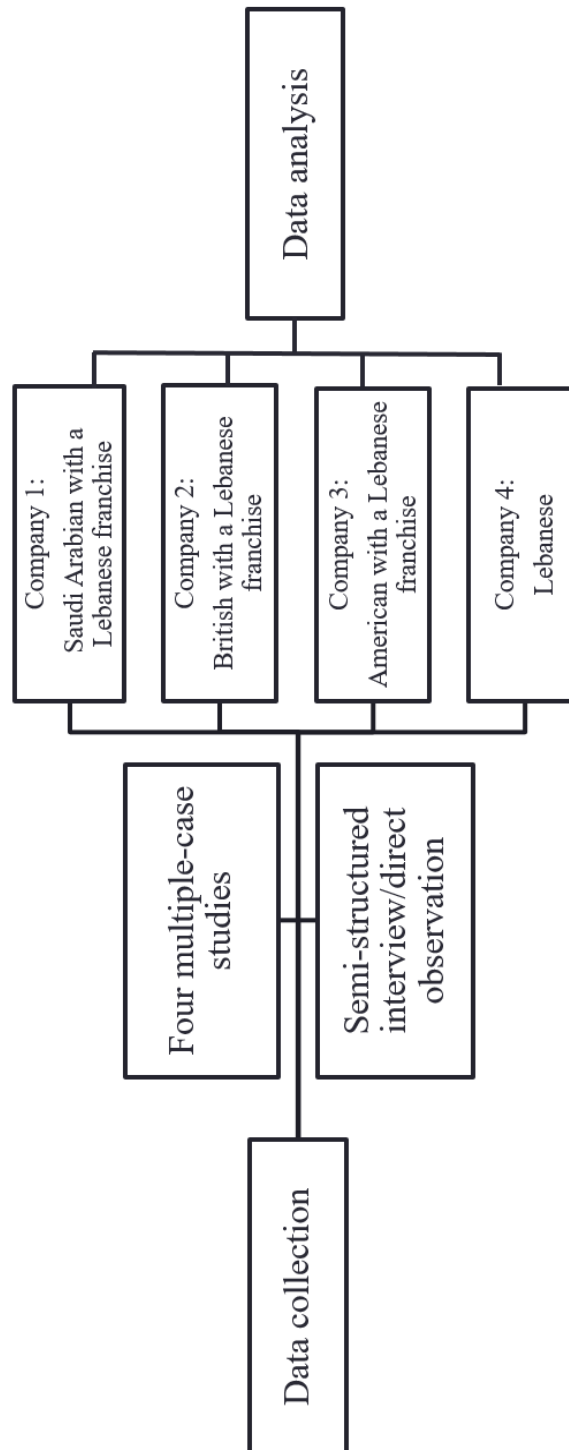 Data collection
Four multiple-case
studies
Semi-structured
interview/direct
observation
Company 1:
Saudi Arabian with a
Lebanese franchise
Company 2:
British with a Lebanese
franchise
Company 3:
American with a Lebanese
franchise
Company 4:
Lebanese
Data analysis